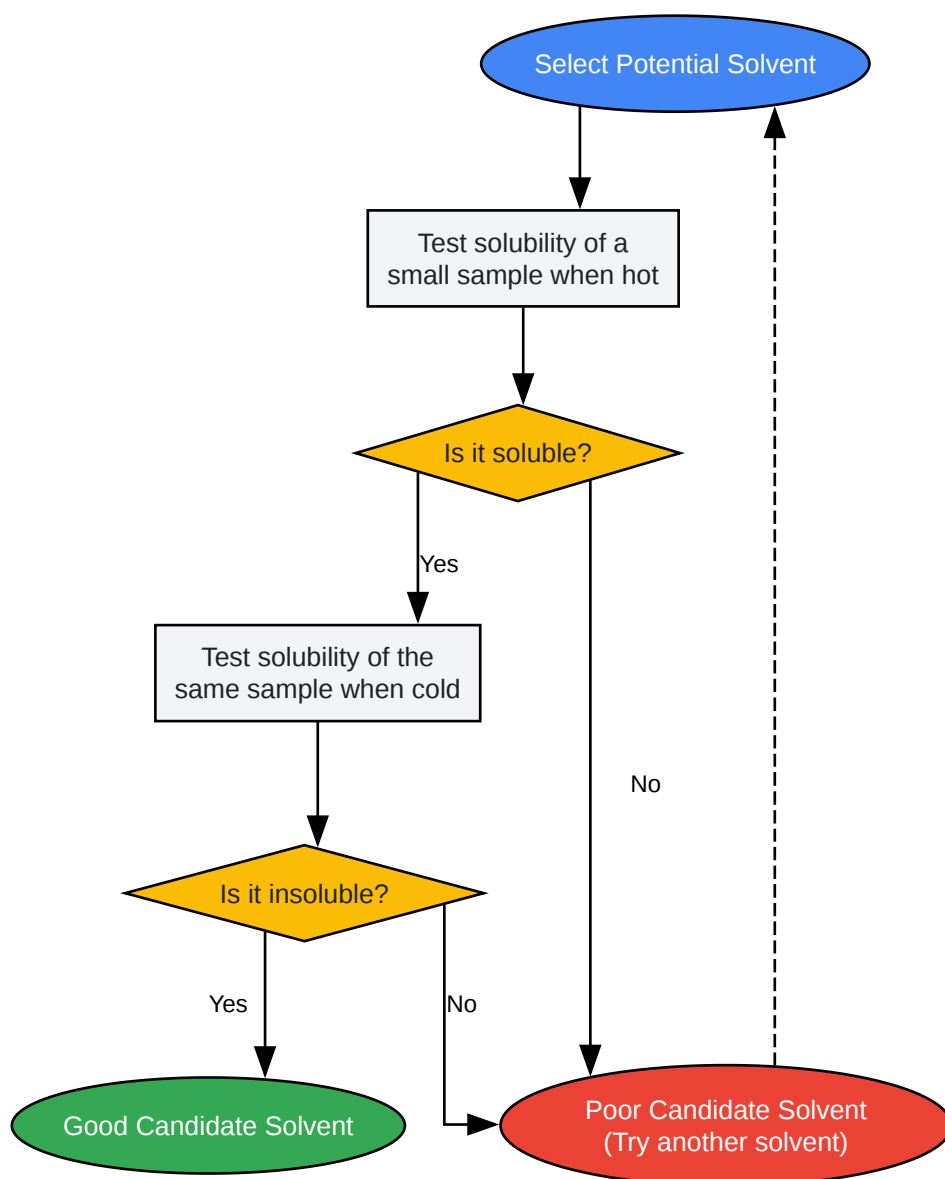 Select Potential Solvent
Test solubility of a
small sample when hot
Is it soluble?
Yes
Test solubility of the
same sample when cold
No
Is it insoluble?
Yes
No
Good Candidate Solvent
Poor Candidate Solvent
(Try another solvent)